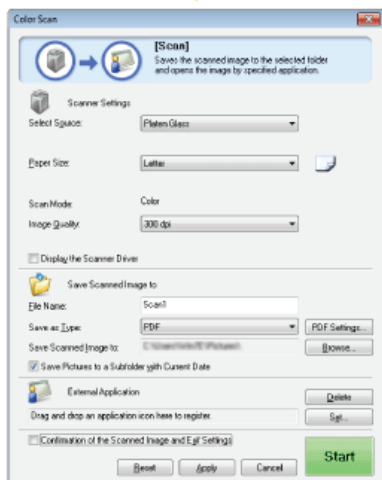 Color Scan
[Scan]
Saves the scanned image to the selected folder
and opens the image by specified application.
Scanner Settings
Select Source: Platen Glass
Paper Size: Letter
Scan Mode: Color
Image Quality: 300 dpi
Display the Scanner Driver
Save Scanned Image to
File Name: Scan1
Save as Type: PDF PDF Settings...
Save Scanned Image to: Browse...
Save Pictures to a Subfolder with Current Date
External Application Delete
Drag and drop an application icon here to register. Set...
Confirmation of the Scanned Image and Exif Settings
Start
Reset Apply Cancel